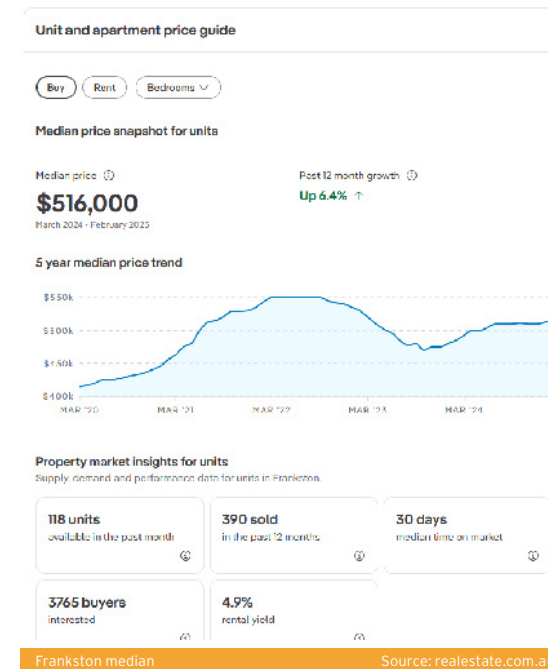 Unit and apartment price guide
Buy Rent Bedrooms
Median price snapshot for units
Median price Past 12 month growth
$516,000 Up 6.4% ↑
March 2024 - February 2025
5 year median price trend
$550k
$500k
$450k
$400k
MAR '20 MAR '21 MAR '22 MAR '23 MAR '24
Property market insights for units
Supply, demand and performance data for units in Frankston.
118 units 390 sold 30 days
available in the past month in the past 12 months median time on market
3765 buyers 4.9%
interested rental yield
Frankston median Source: realestate.com.au